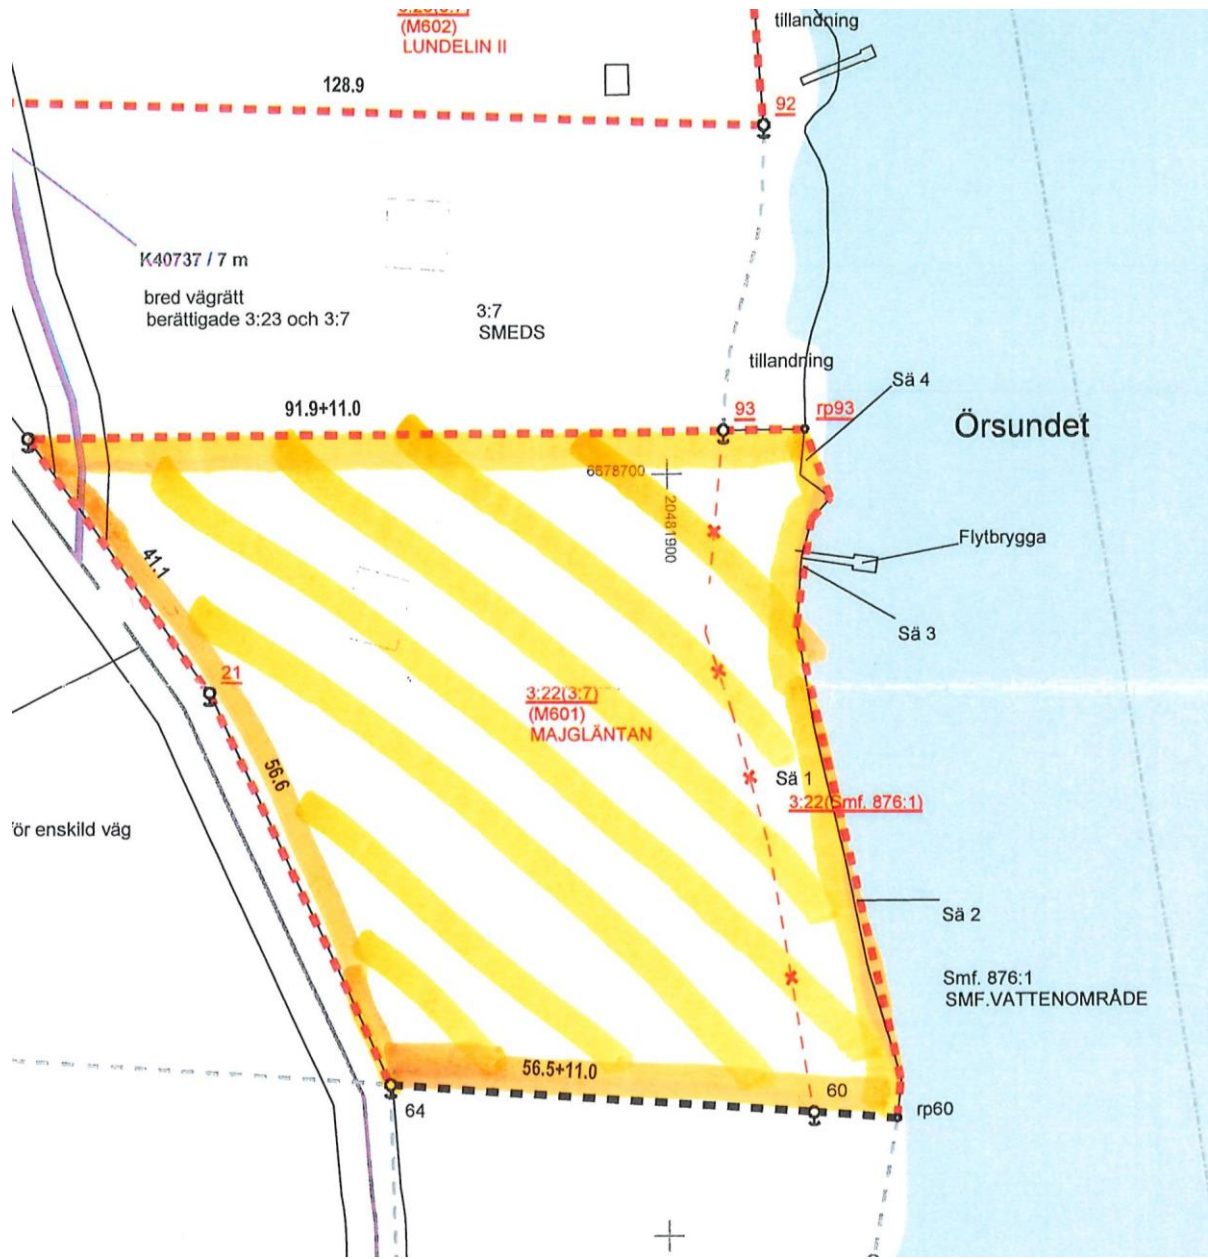 tillandning
(M602)
LUNDELIN II
128.9
92
K40737 / 7 m
bred vägrätt
berättigade 3:23 och 3:7
3:7
SMEDS
tillandning
Sä 4
91.9+11.0
93
rp93
Örsundet
6678700
20481900
Flytbrygga
41.1
Sä 3
21
3:22(3:7)
(M601)
MAJGLÄNTAN
56.6
Sä 1
3:22(Smf. 876:1)
ör enskild väg
Sä 2
Smf. 876:1
SMF.VATTENOMRÅDE
56.5+11.0
60
64
rp60